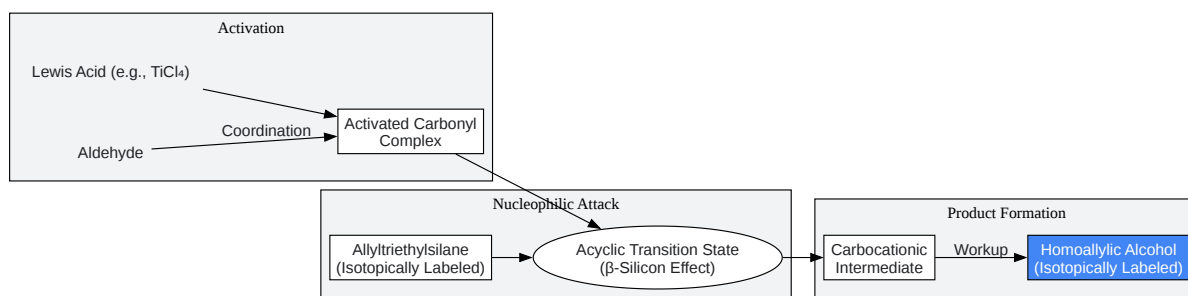 Activation
Lewis Acid (e.g., TiCl₄)
Coordination
Aldehyde
Activated Carbonyl
Complex
Nucleophilic Attack
Allyltriethylsilane
(Isotopically Labeled)
Acyclic Transition State
(β-Silicon Effect)
Product Formation
Carbocationic
Intermediate
Workup
Homoallylic Alcohol
(Isotopically Labeled)